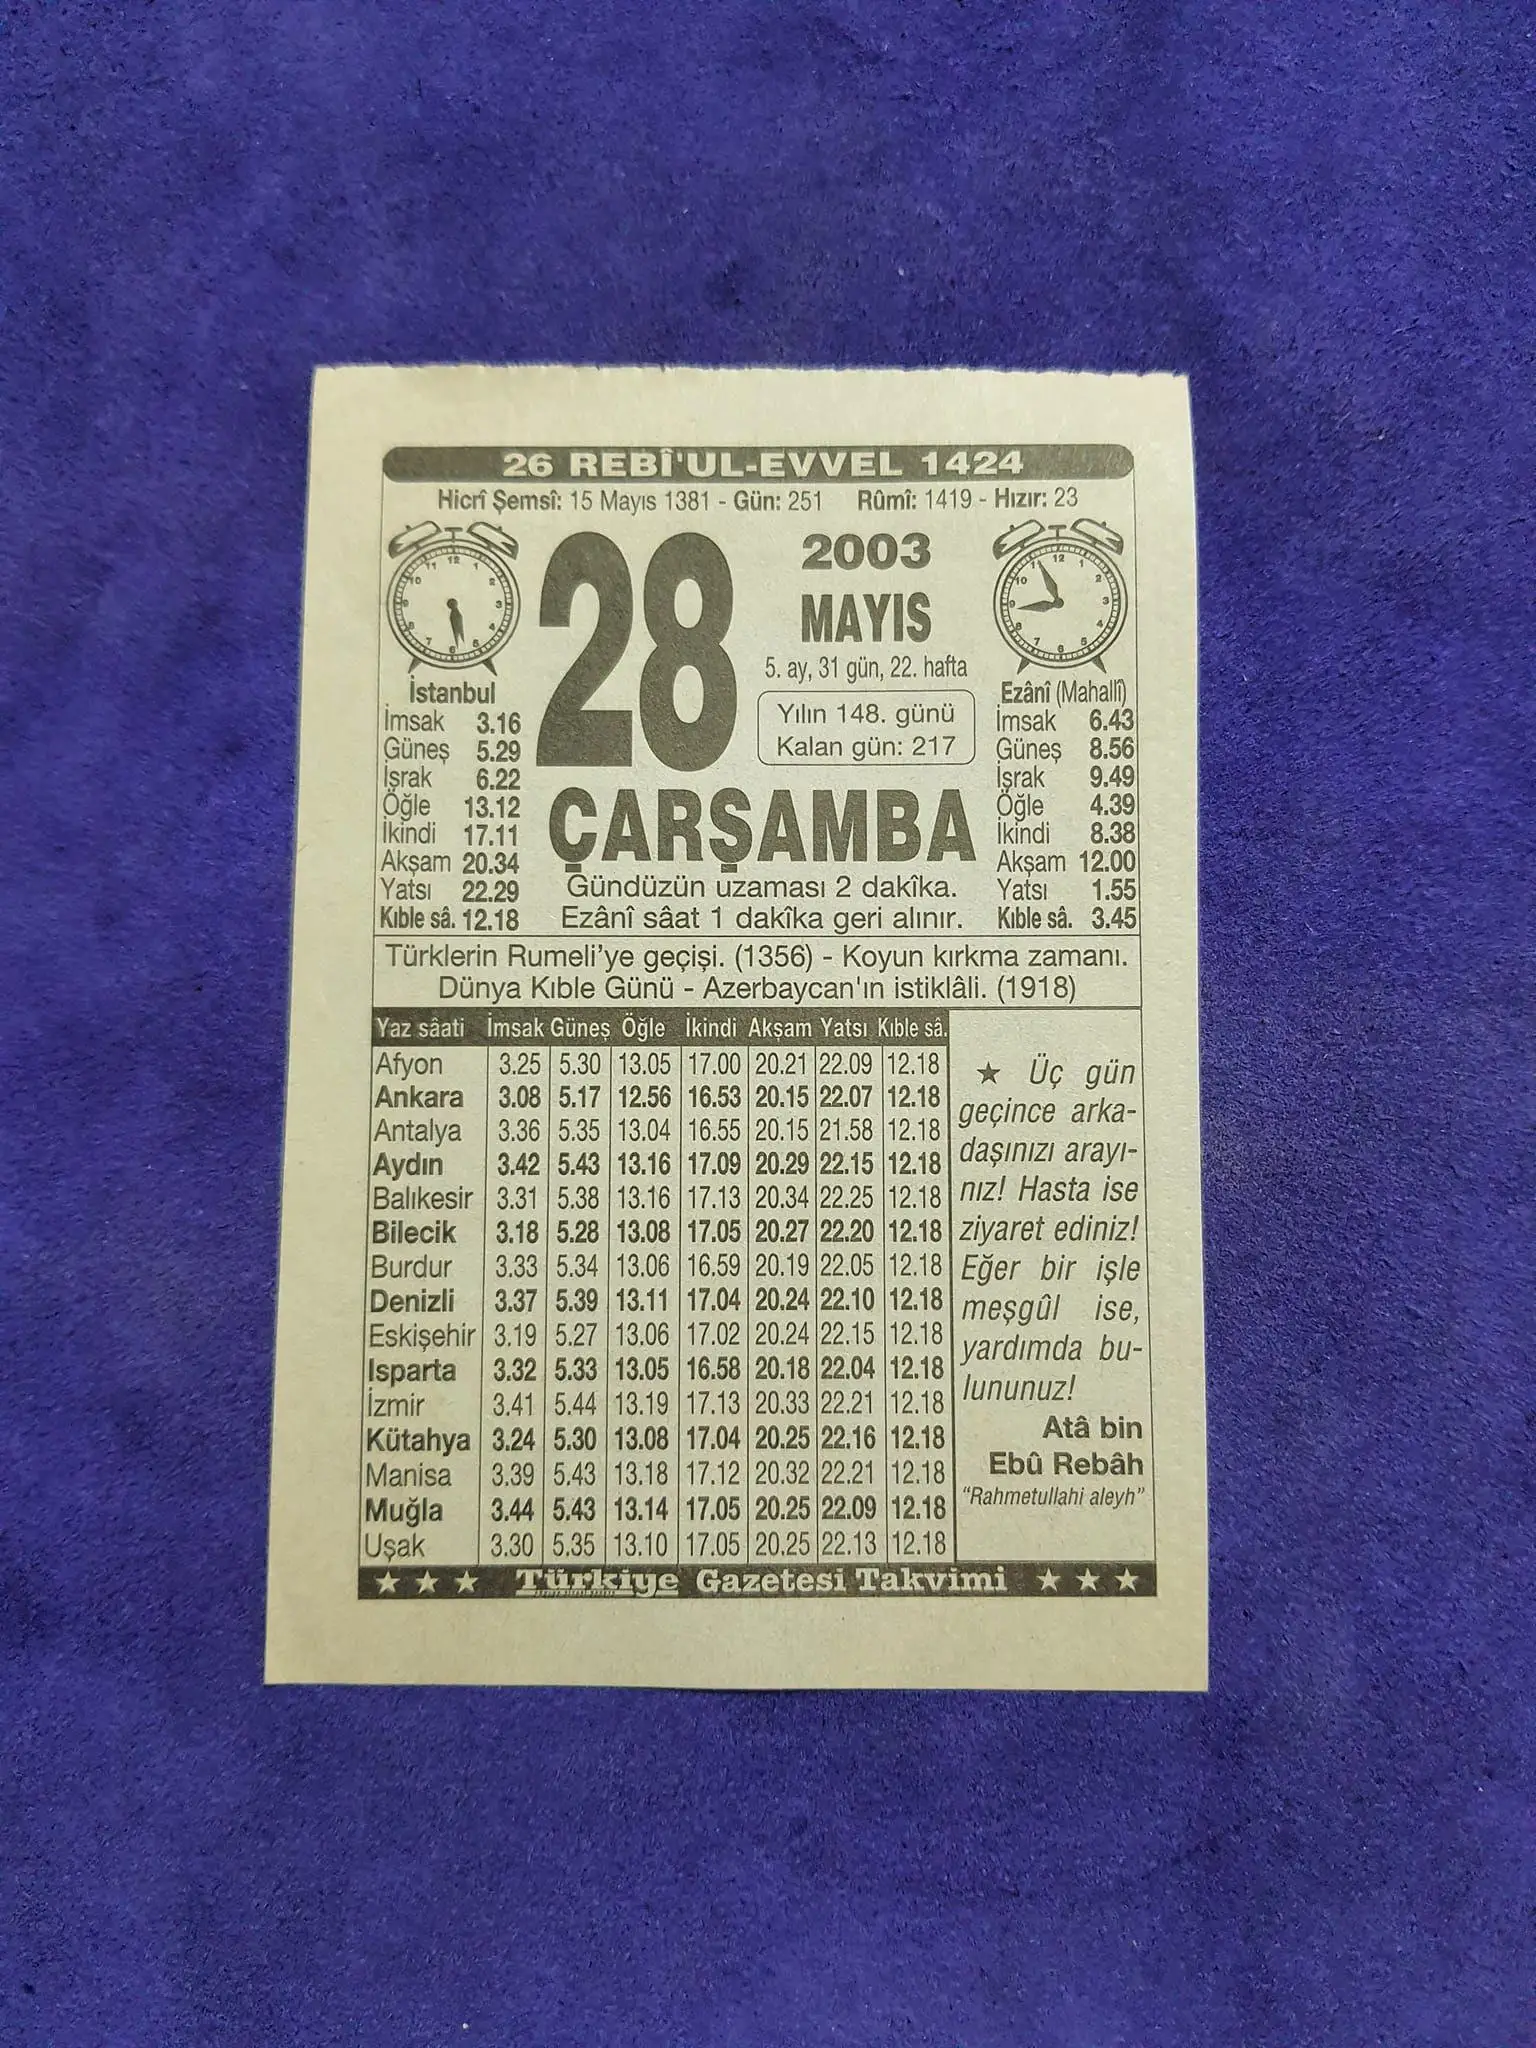 26 REBÎ'UL-EVVEL 1424
Hicrî Şemsî: 15 Mayıs 1381 - Gün: 251 Rûmî: 1419 - Hızır: 23
28
2003
MAYIS
5. ay, 31 gün, 22. hafta
Yılın 148. günü
Kalan gün: 217
ÇARŞAMBA
Gündüzün uzaması 2 dakîka.
Ezânî sâat 1 dakîka geri alınır.
İstanbul
İmsak 3.16
Güneş 5.29
İşrak 6.22
Öğle 13.12
İkindi 17.11
Akşam 20.34
Yatsı 22.29
Kıble sâ. 12.18
Ezânî (Mahallî)
İmsak 6.43
Güneş 8.56
İşrak 9.49
Öğle 4.39
İkindi 8.38
Akşam 12.00
Yatsı 1.55
Kıble sâ. 3.45
Türklerin Rumeli'ye geçişi. (1356) - Koyun kırkma zamanı.
Dünya Kıble Günü - Azerbaycan'ın istiklâli. (1918)
Yaz sâati İmsak Güneş Öğle İkindi Akşam Yatsı Kıble sâ.
Afyon 3.25 5.30 13.05 17.00 20.21 22.09 12.18
Ankara 3.08 5.17 12.56 16.53 20.15 22.07 12.18
Antalya 3.36 5.35 13.04 16.55 20.15 21.58 12.18
Aydın 3.42 5.43 13.16 17.09 20.29 22.15 12.18
Balıkesir 3.31 5.38 13.16 17.13 20.34 22.25 12.18
Bilecik 3.18 5.28 13.08 17.05 20.27 22.20 12.18
Burdur 3.33 5.34 13.06 16.59 20.19 22.05 12.18
Denizli 3.37 5.39 13.11 17.04 20.24 22.10 12.18
Eskişehir 3.19 5.27 13.06 17.02 20.24 22.15 12.18
Isparta 3.32 5.33 13.05 16.58 20.18 22.04 12.18
İzmir 3.41 5.44 13.19 17.13 20.33 22.21 12.18
Kütahya 3.24 5.30 13.08 17.04 20.25 22.16 12.18
Manisa 3.39 5.43 13.18 17.12 20.32 22.21 12.18
Muğla 3.44 5.43 13.14 17.05 20.25 22.09 12.18
Uşak 3.30 5.35 13.10 17.05 20.25 22.13 12.18
★ Üç gün
geçince arka-
daşınızı arayı-
nız! Hasta ise
ziyaret ediniz!
Eğer bir işle
meşgûl ise,
yardımda bu-
lununuz!
Atâ bin
Ebû Rebâh
"Rahmetullahi aleyh"
★ ★ ★ Türkiye Gazetesi Takvimi ★ ★ ★